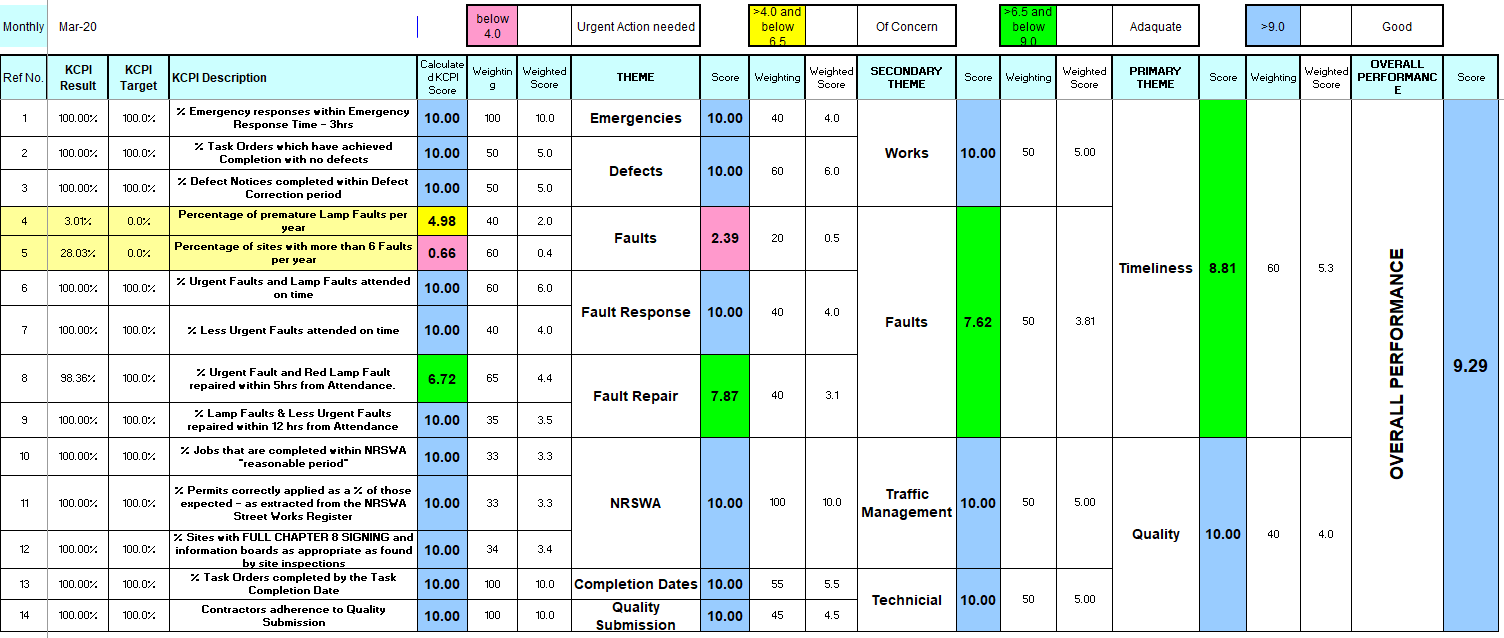 Monthly Mar-20 below 4.0 Urgent Action needed >4.0 and below 6.5 Of Concern >6.5 and below 9.0 Adaquate >9.0 Good
Ref No. KCPI Result KCPI Target KCPI Description Calculated KCPI Score Weighting Weighted Score THEME Score Weighting Weighted Score SECONDARY THEME Score Weighting Weighted Score PRIMARY THEME Score Weighting Weighted Score OVERALL PERFORMANCE Score
1 100.00% 100.0% % Emergency responses within Emergency Response Time - 3hrs 10.00 100 10.0 Emergencies 10.00 40 4.0 Works 10.00 50 5.00 Timeliness 8.81 60 5.3 OVERALL PERFORMANCE 9.29
2 100.00% 100.0% % Task Orders which have achieved Completion with no defects 10.00 50 5.0 Defects 10.00 60 6.0
3 100.00% 100.0% % Defect Notices completed within Defect Correction period 10.00 50 5.0
4 3.01% 0.0% Percentage of premature Lamp Faults per year 4.98 40 2.0 Faults 2.39 20 0.5 Faults 7.62 50 3.81
5 28.03% 0.0% Percentage of sites with more than 6 Faults per year 0.66 60 0.4
6 100.00% 100.0% % Urgent Faults and Lamp Faults attended on time 10.00 60 6.0 Fault Response 10.00 40 4.0
7 100.00% 100.0% % Less Urgent Faults attended on time 10.00 40 4.0
8 98.36% 100.0% % Urgent Fault and Red Lamp Fault repaired within 5hrs from Attendance. 6.72 65 4.4 Fault Repair 7.87 40 3.1
9 100.00% 100.0% % Lamp Faults & Less Urgent Faults repaired within 12 hrs from Attendance 10.00 35 3.5
10 100.00% 100.0% % Jobs that are completed within NRSWA "reasonable period" 10.00 33 3.3 NRSWA 10.00 100 10.0 Traffic Management 10.00 50 5.00 Quality 10.00 40 4.0
11 100.00% 100.0% % Permits correctly applied as a % of those expected - as extracted from the NRSWA Street Works Register 10.00 33 3.3
12 100.00% 100.0% % Sites with FULL CHAPTER 8 SIGNING and information boards as appropriate as found by site inspections 10.00 34 3.4
13 100.00% 100.0% % Task Orders completed by the Task Completion Date 10.00 100 10.0 Completion Dates 10.00 55 5.5 Technicial 10.00 50 5.00
14 100.00% 100.0% Contractors adherence to Quality Submission 10.00 100 10.0 Quality Submission 10.00 45 4.5